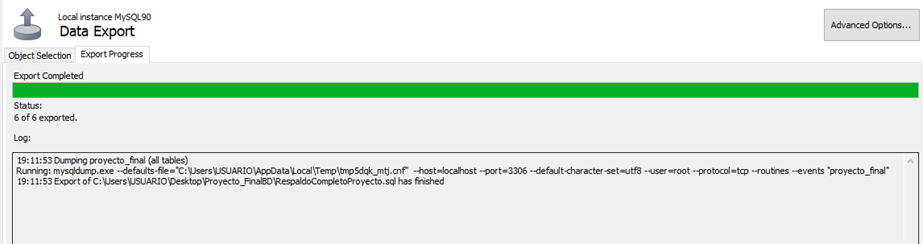 Local instance MySQL90
Data Export
Advanced Options...
Object Selection
Export Progress
Export Completed
Status:
6 of 6 exported.
Log:
19:11:53 Dumping proyecto_final (all tables)
Running: mysqldump.exe --defaults-file="C:\Users\USUARIO\AppData\Local\Temp\tmp5dqk_mtj.cnf" --host=localhost --port=3306 --default-character-set=utf8 --user=root --protocol=tcp --routines --events "proyecto_final"
19:11:53 Export of C:\Users\USUARIO\Desktop\Proyecto_FinalBD\RespaldoCompletoProyecto.sql has finished